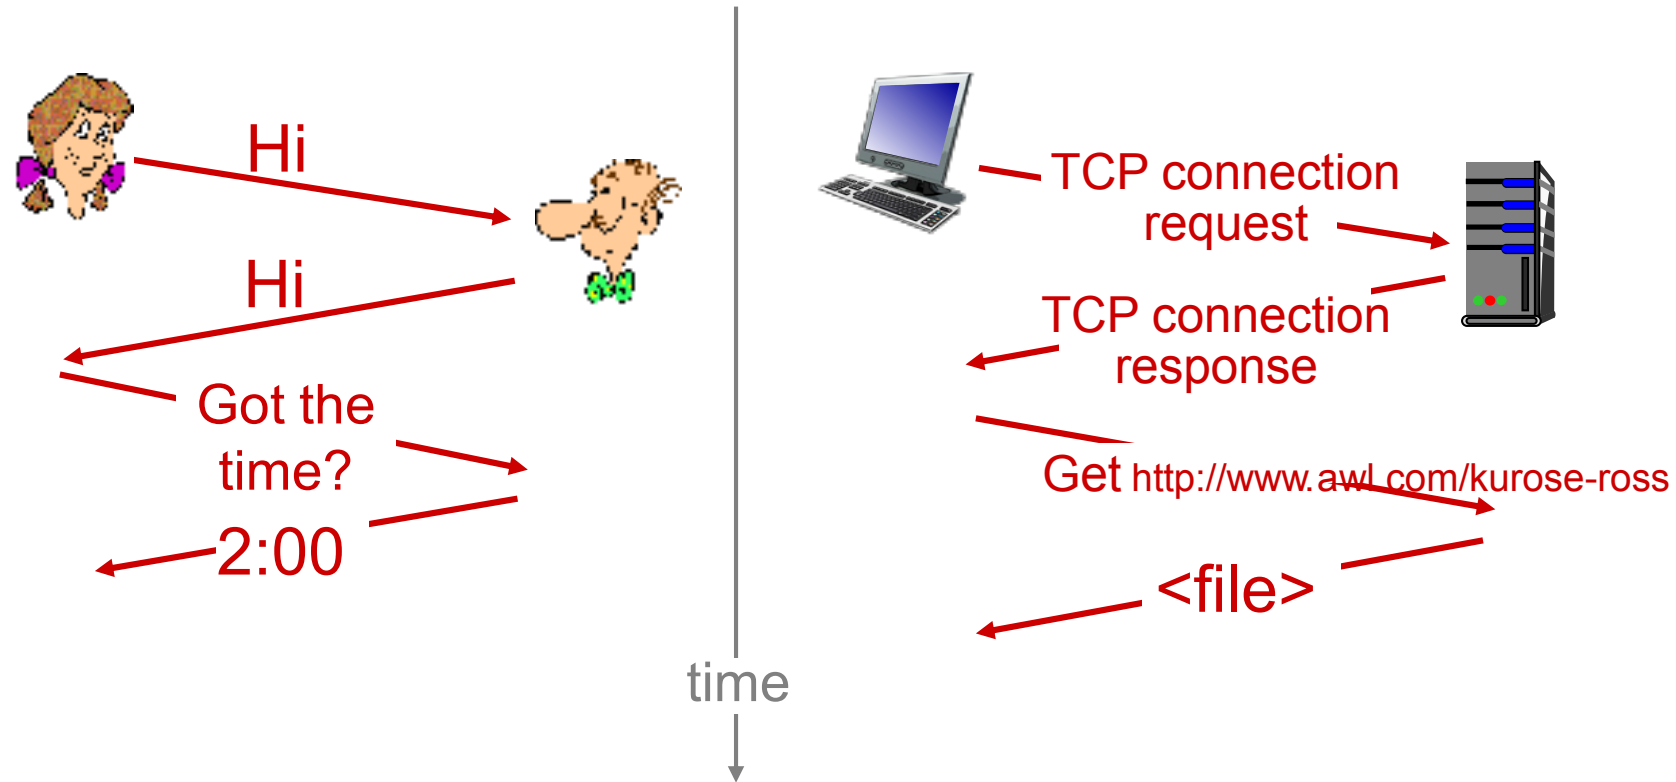 Hi
Hi
Got the
time?
2:00
time
TCP connection
request
TCP connection
response
Get http://www.awl.com/kurose-ross
<file>